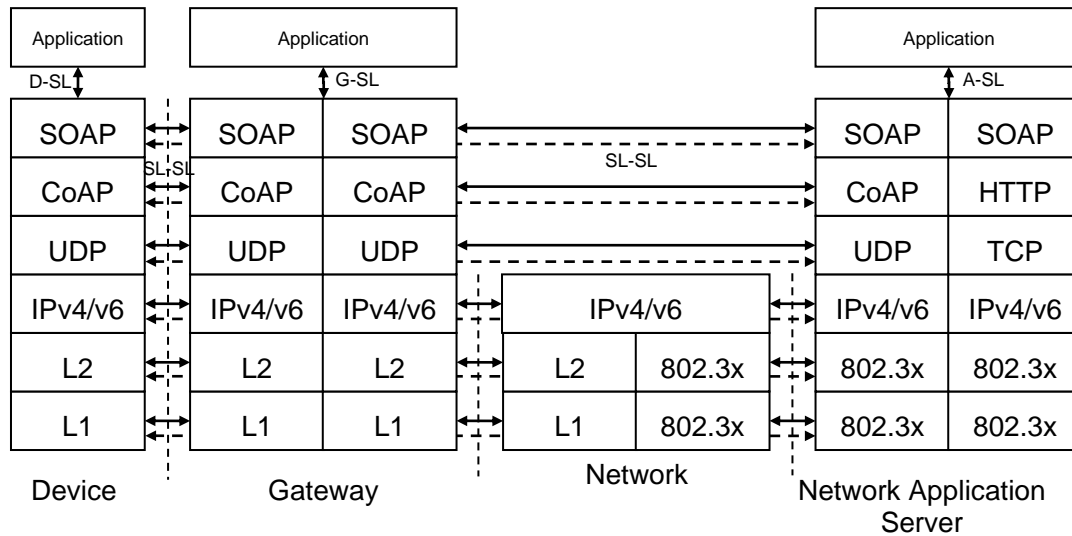 Application Application Application
D-SL G-SL A-SL
SOAP SOAP SOAP SOAP SOAP
SL-SL SL-SL
CoAP CoAP CoAP CoAP HTTP
UDP UDP UDP UDP TCP
IPv4/v6 IPv4/v6 IPv4/v6 IPv4/v6 IPv4/v6 IPv4/v6
L2 L2 L2 L2 802.3x 802.3x 802.3x
L1 L1 L1 L1 802.3x 802.3x 802.3x
Device Gateway Network Network Application
Server